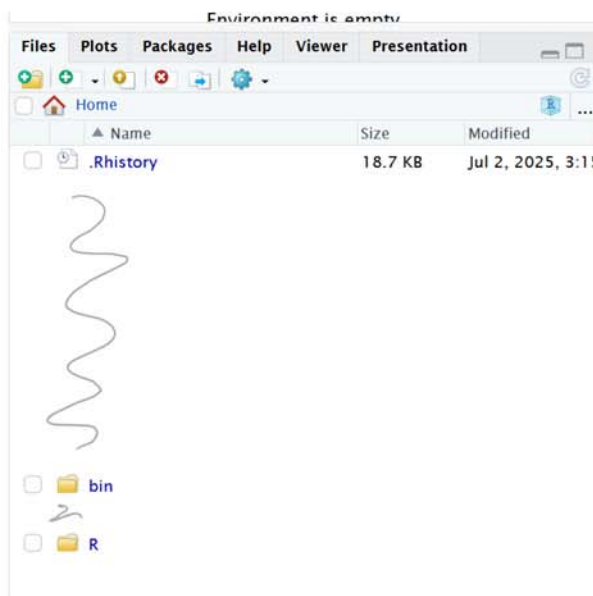 Environment is empty
Files Plots Packages Help Viewer Presentation
Home R ...
Name Size Modified
.Rhistory 18.7 KB Jul 2, 2025, 3:1
bin
R